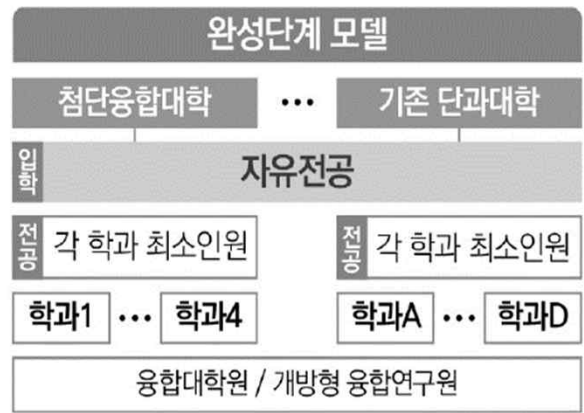 완성단계 모델
첨단융합대학 ••• 기존 단과대학
입학 자유전공
전공 각 학과 최소인원 전공 각 학과 최소인원
학과1 ••• 학과4 학과A ••• 학과D
융합대학원 / 개방형 융합연구원